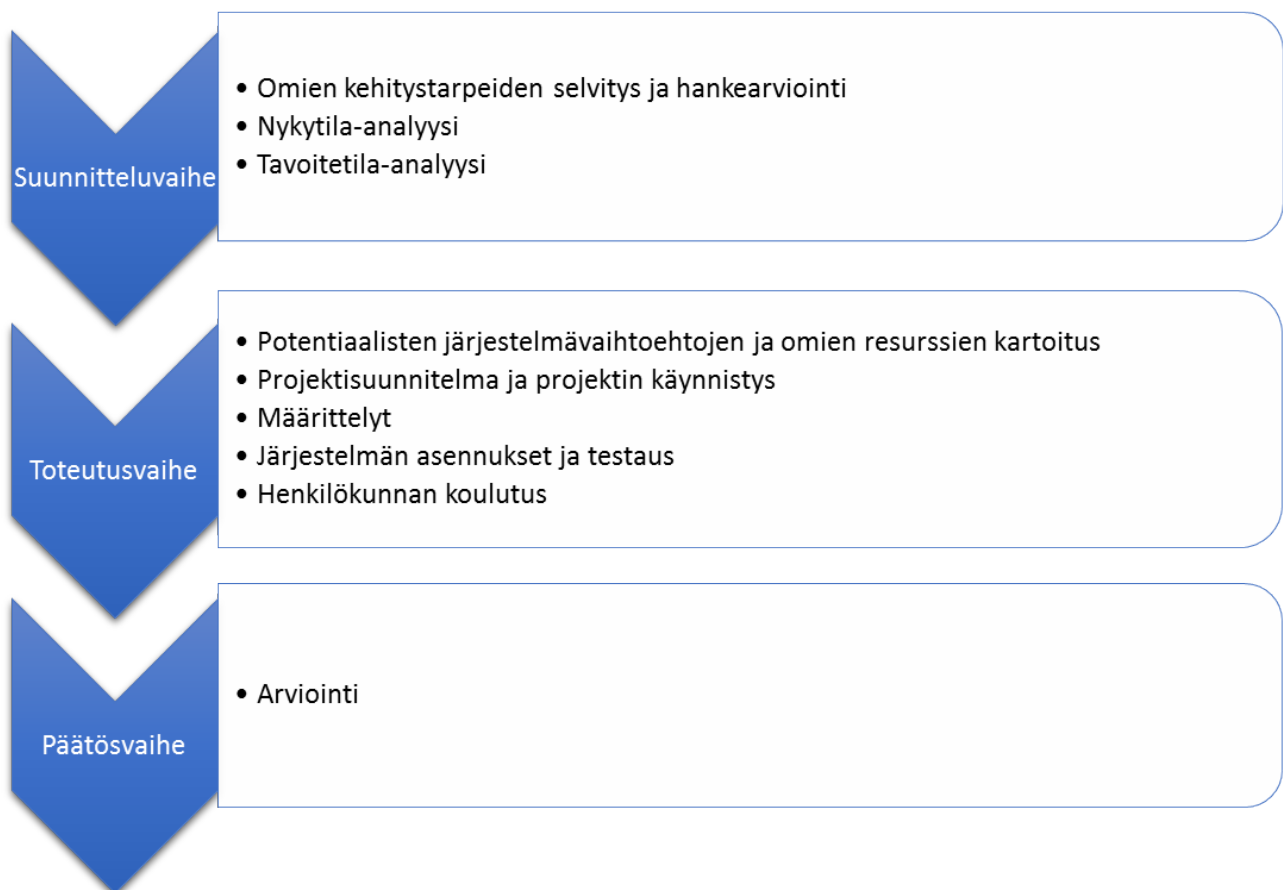 Suunnitteluvaihe
• Omien kehitystarpeiden selvitys ja hankearviointi
• Nykytila-analyysi
• Tavoitetila-analyysi
Toteutusvaihe
• Potentiaalisten järjestelmävaihtoehtojen ja omien resurssien kartoitus
• Projektisuunnitelma ja projektin käynnistys
• Määrittelyt
• Järjestelmän asennukset ja testaus
• Henkilökunnan koulutus
Päätösvaihe
• Arviointi